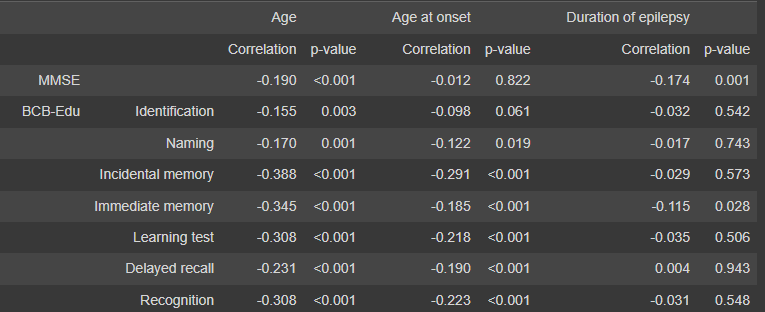 Age Age at onset Duration of epilepsy
Correlation p-value Correlation p-value Correlation p-value
MMSE -0.190 <0.001 -0.012 0.822 -0.174 0.001
BCB-Edu Identification -0.155 0.003 -0.098 0.061 -0.032 0.542
Naming -0.170 0.001 -0.122 0.019 -0.017 0.743
Incidental memory -0.388 <0.001 -0.291 <0.001 -0.029 0.573
Immediate memory -0.345 <0.001 -0.185 <0.001 -0.115 0.028
Learning test -0.308 <0.001 -0.218 <0.001 -0.035 0.506
Delayed recall -0.231 <0.001 -0.190 <0.001 0.004 0.943
Recognition -0.308 <0.001 -0.223 <0.001 -0.031 0.548